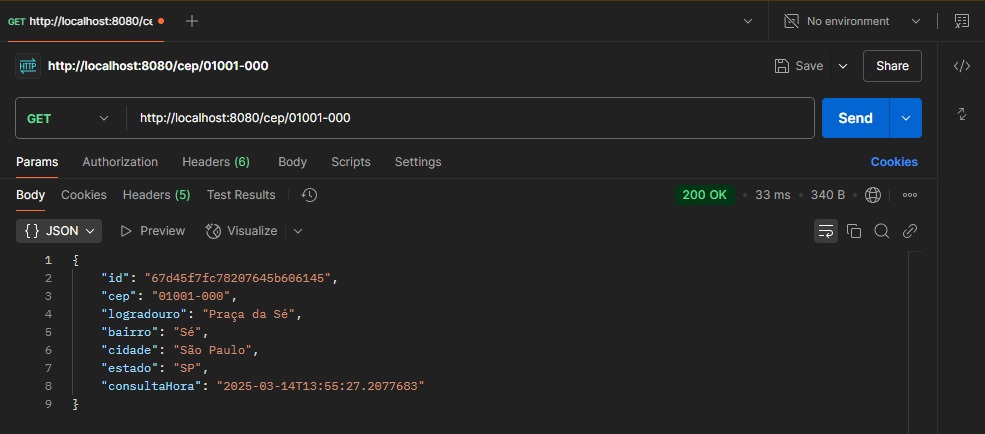 GET http://localhost:8080/ce
No environment
HTTP http://localhost:8080/cep/01001-000
Save
Share
GET http://localhost:8080/cep/01001-000
Send
Params Authorization Headers (6) Body Scripts Settings
Cookies
Body Cookies Headers (5) Test Results
200 OK • 33 ms • 340 B
{} JSON Preview Visualize
1 {
2 "id": "67d45f7fc78207645b606145",
3 "cep": "01001-000",
4 "logradouro": "Praça da Sé",
5 "bairro": "Sé",
6 "cidade": "São Paulo",
7 "estado": "SP",
8 "consultaHora": "2025-03-14T13:55:27.2077683"
9 }